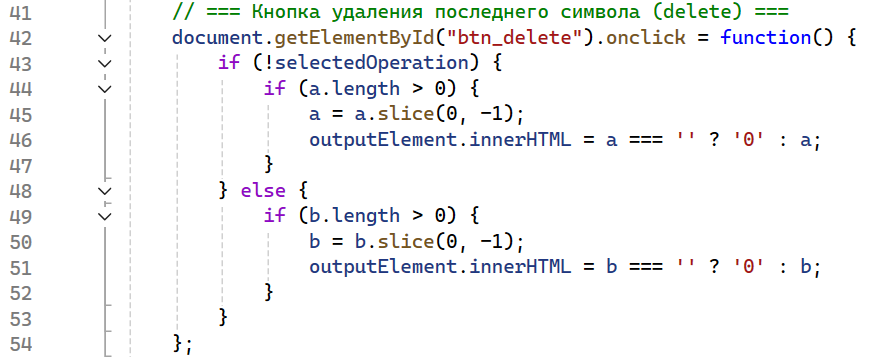 41 // === Кнопка удаления последнего символа (delete) ===
42 document.getElementById("btn_delete").onclick = function() {
43 if (!selectedOperation) {
44 if (a.length > 0) {
45 a = a.slice(0, -1);
46 outputElement.innerHTML = a === '' ? '0' : a;
47 }
48 } else {
49 if (b.length > 0) {
50 b = b.slice(0, -1);
51 outputElement.innerHTML = b === '' ? '0' : b;
52 }
53 }
54 };